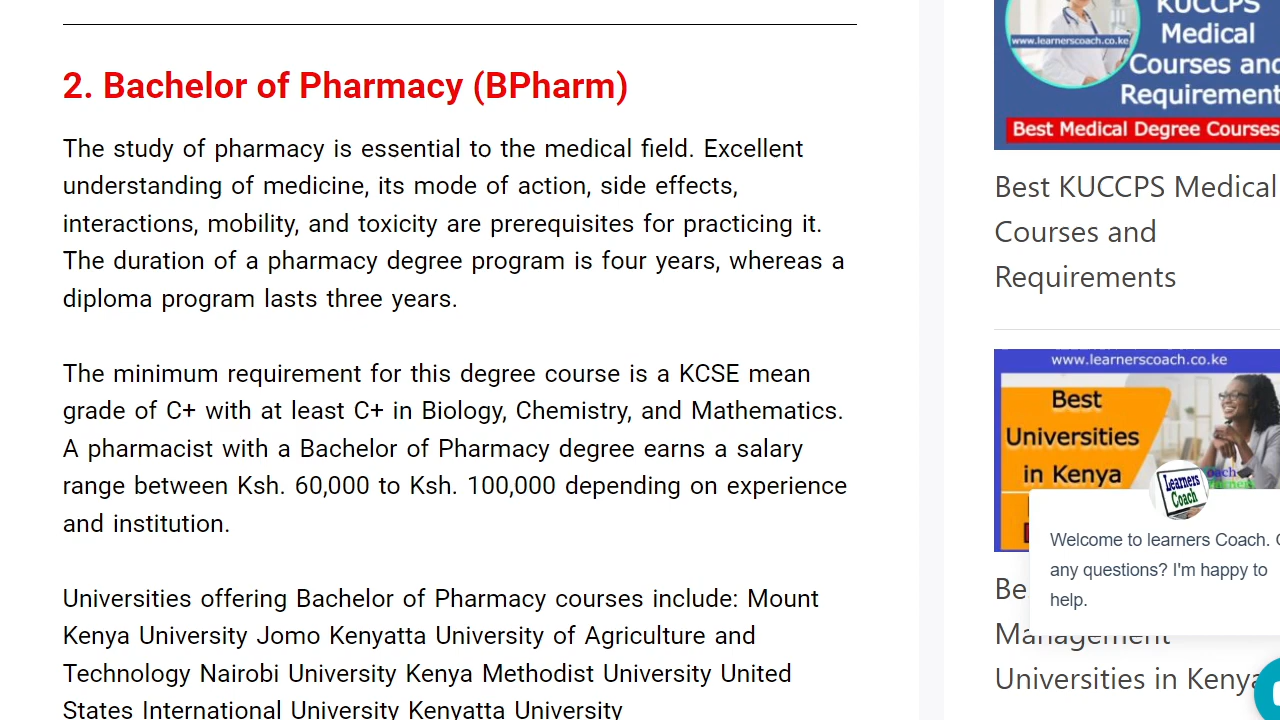 2. Bachelor of Pharmacy (BPharm)
The study of pharmacy is essential to the medical field. Excellent
understanding of medicine, its mode of action, side effects,
interactions, mobility, and toxicity are prerequisites for practicing it.
The duration of a pharmacy degree program is four years, whereas a
diploma program lasts three years.
The minimum requirement for this degree course is a KCSE mean
grade of C+ with at least C+ in Biology, Chemistry, and Mathematics.
A pharmacist with a Bachelor of Pharmacy degree earns a salary
range between Ksh. 60,000 to Ksh. 100,000 depending on experience
and institution.
Universities offering Bachelor of Pharmacy courses include: Mount
Kenya University Jomo Kenyatta University of Agriculture and
Technology Nairobi University Kenya Methodist University United
States International University Kenyatta University
KUCCPS
Medical
Courses and
Requirement
www.learnerscoach.co.ke
Best Medical Degree Courses
Best KUCCPS Medical
Courses and
Requirements
www.learnerscoach.co.ke
Best
Universities
in Kenya
Learners
Coach
Welcome to learners Coach.
any questions? I'm happy to
help.
Be
Management
Universities in Kenya